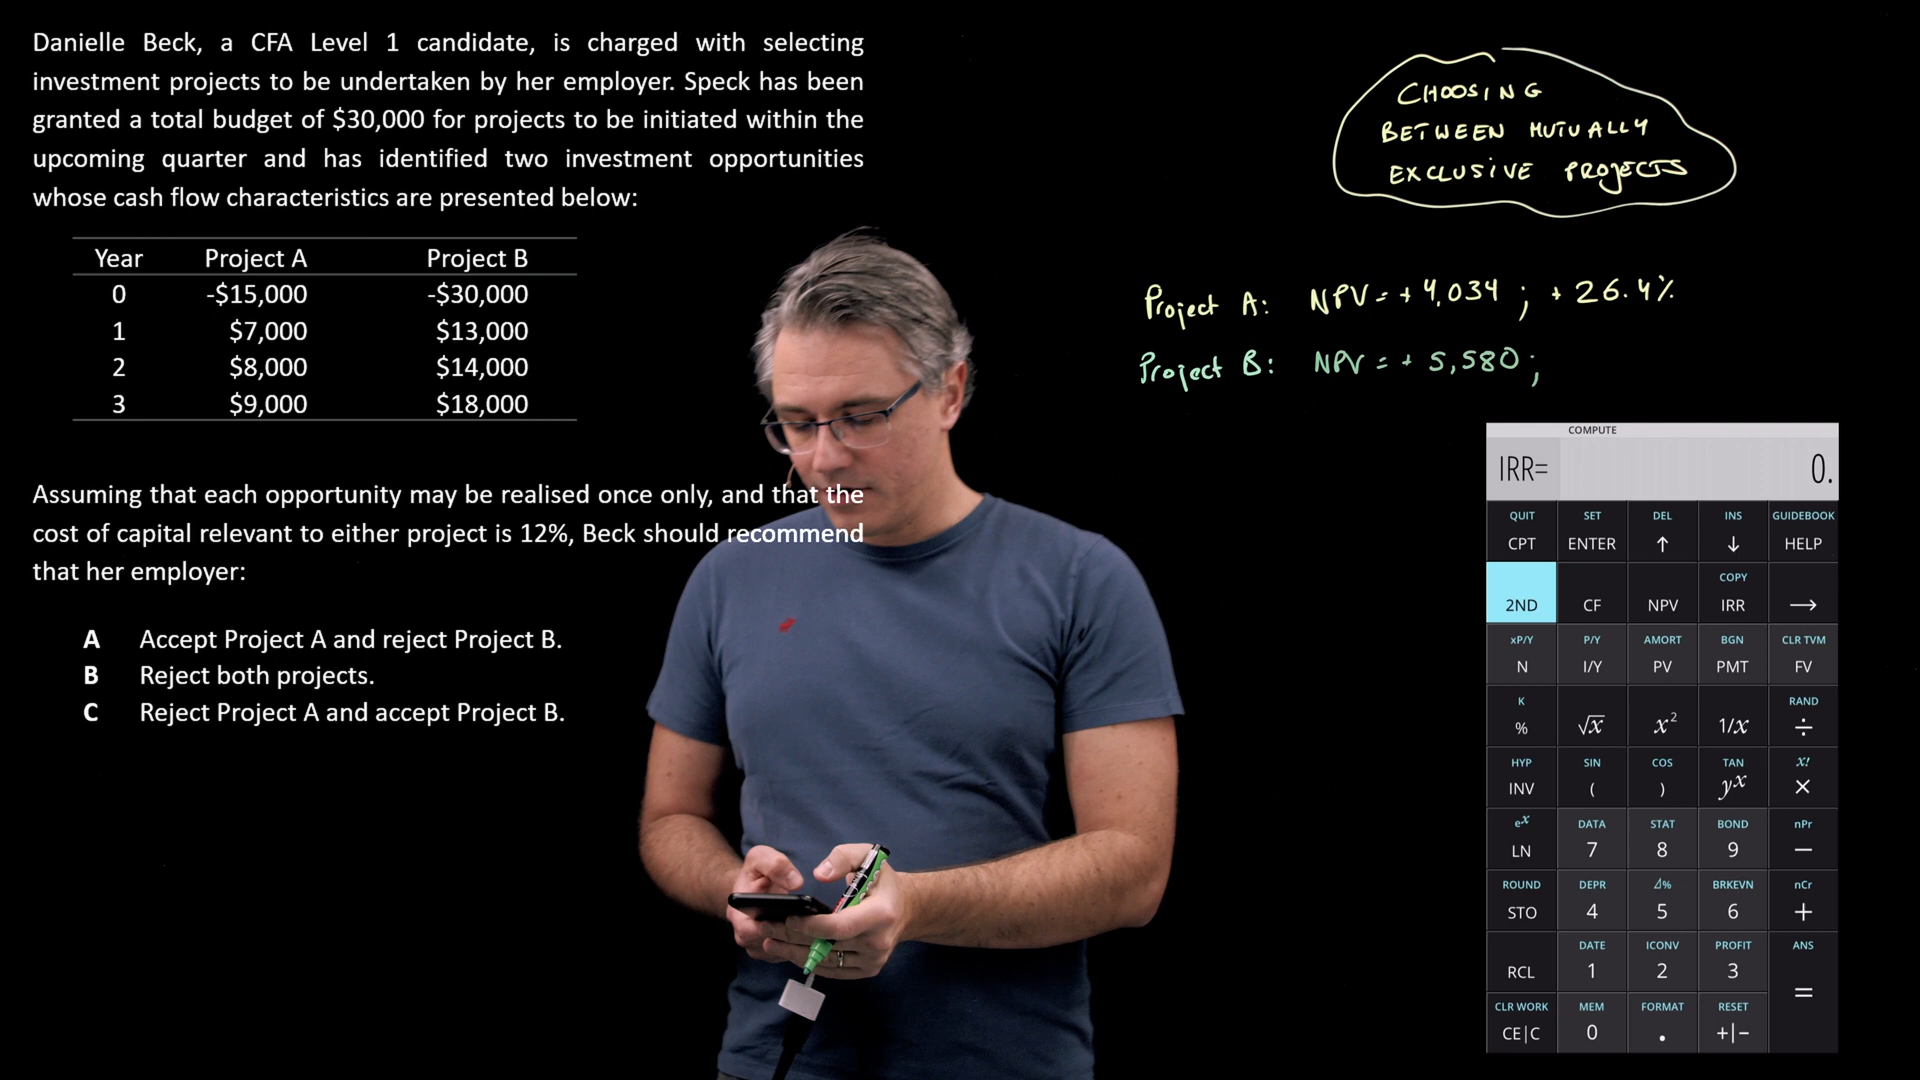 Danielle Beck, a CFA Level 1 candidate, is charged with selecting
investment projects to be undertaken by her employer. Speck has been
granted a total budget of $30,000 for projects to be initiated within the
upcoming quarter and has identified two investment opportunities
whose cash flow characteristics are presented below:
Year Project A Project B
0 -$15,000 -$30,000
1 $7,000 $13,000
2 $8,000 $14,000
3 $9,000 $18,000
Assuming that each opportunity may be realised once only, and that the
cost of capital relevant to either project is 12%, Beck should recommend
that her employer:
A Accept Project A and reject Project B.
B Reject both projects.
C Reject Project A and accept Project B.
CHOOSING
BETWEEN MUTUALLY
EXCLUSIVE PROJECTS
Project A: NPV = + 4,034 ; + 26.4%
Project B: NPV = + 5,580 ;
COMPUTE
IRR= 0.
QUIT SET DEL INS GUIDEBOOK
CPT ENTER ↑ ↓ HELP
COPY
2ND CF NPV IRR →
xP/Y P/Y AMORT BGN CLR TVM
N I/Y PV PMT FV
K RAND
% √x x² 1/x ÷
HYP SIN COS TAN x!
INV ( ) yˣ ×
eˣ DATA STAT BOND nPr
LN 7 8 9 −
ROUND DEPR Δ% BRKEVN nCr
STO 4 5 6 +
DATE ICONV PROFIT ANS
RCL 1 2 3 =
CLR WORK MEM FORMAT RESET
CE|C 0 . +|−